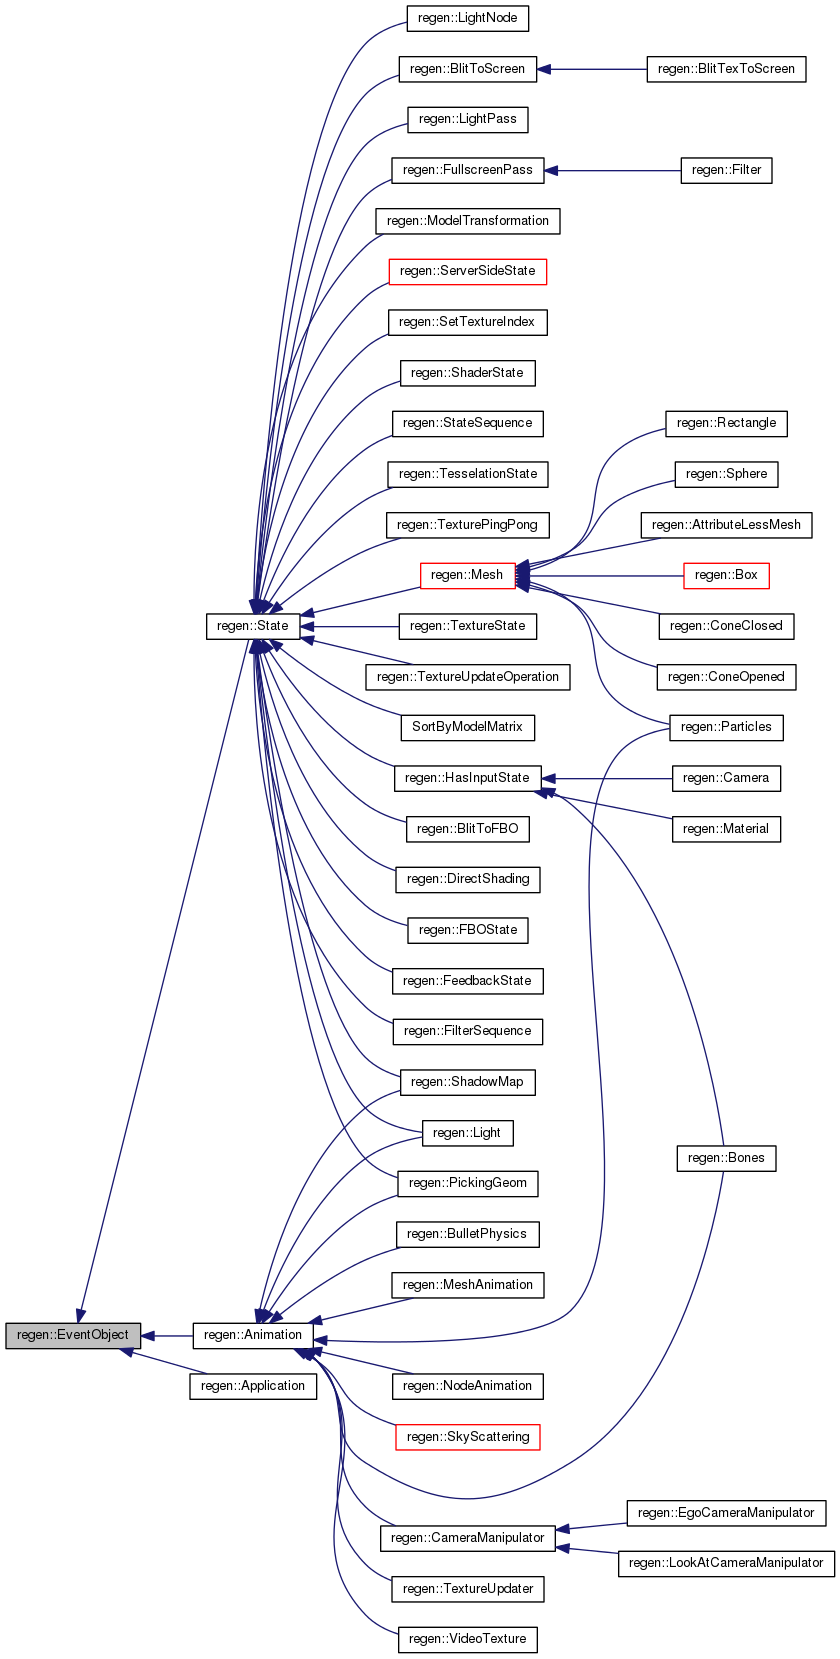 regen::LightNode
regen::BlitToScreen
regen::BlitTexToScreen
regen::LightPass
regen::FullscreenPass
regen::Filter
regen::ModelTransformation
regen::ServerSideState
regen::SetTextureIndex
regen::ShaderState
regen::StateSequence
regen::Rectangle
regen::TesselationState
regen::Sphere
regen::TexturePingPong
regen::AttributeLessMesh
regen::Mesh
regen::Box
regen::State
regen::TextureState
regen::ConeClosed
regen::TextureUpdateOperation
regen::ConeOpened
SortByModelMatrix
regen::Particles
regen::HasInputState
regen::Camera
regen::BlitToFBO
regen::Material
regen::DirectShading
regen::FBOState
regen::FeedbackState
regen::FilterSequence
regen::ShadowMap
regen::Light
regen::Bones
regen::PickingGeom
regen::BulletPhysics
regen::MeshAnimation
regen::EventObject
regen::Animation
regen::Application
regen::NodeAnimation
regen::SkyScattering
regen::EgoCameraManipulator
regen::CameraManipulator
regen::LookAtCameraManipulator
regen::TextureUpdater
regen::VideoTexture